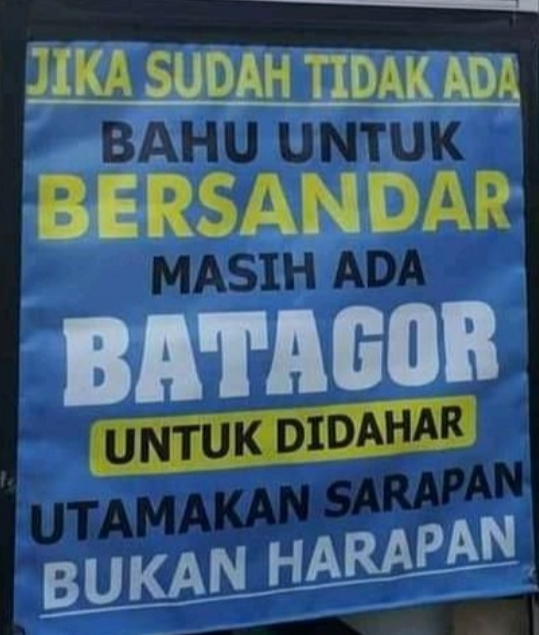 JIKA SUDAH TIDAK ADA
BAHU UNTUK
BERSANDAR
MASIH ADA
BATAGOR
UNTUK DIDAHAR
UTAMAKAN SARAPAN
BUKAN HARAPAN